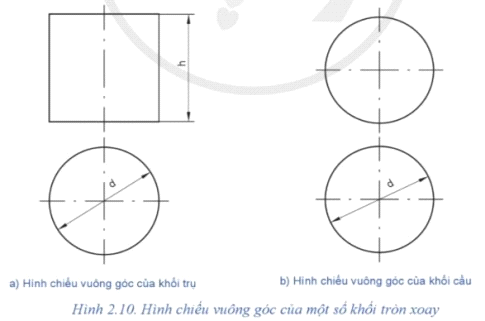 h
d
d
a) Hình chiếu vuông góc của khối trụ
b) Hình chiếu vuông góc của khối cầu
Hình 2.10. Hình chiếu vuông góc của một số khối tròn xoay